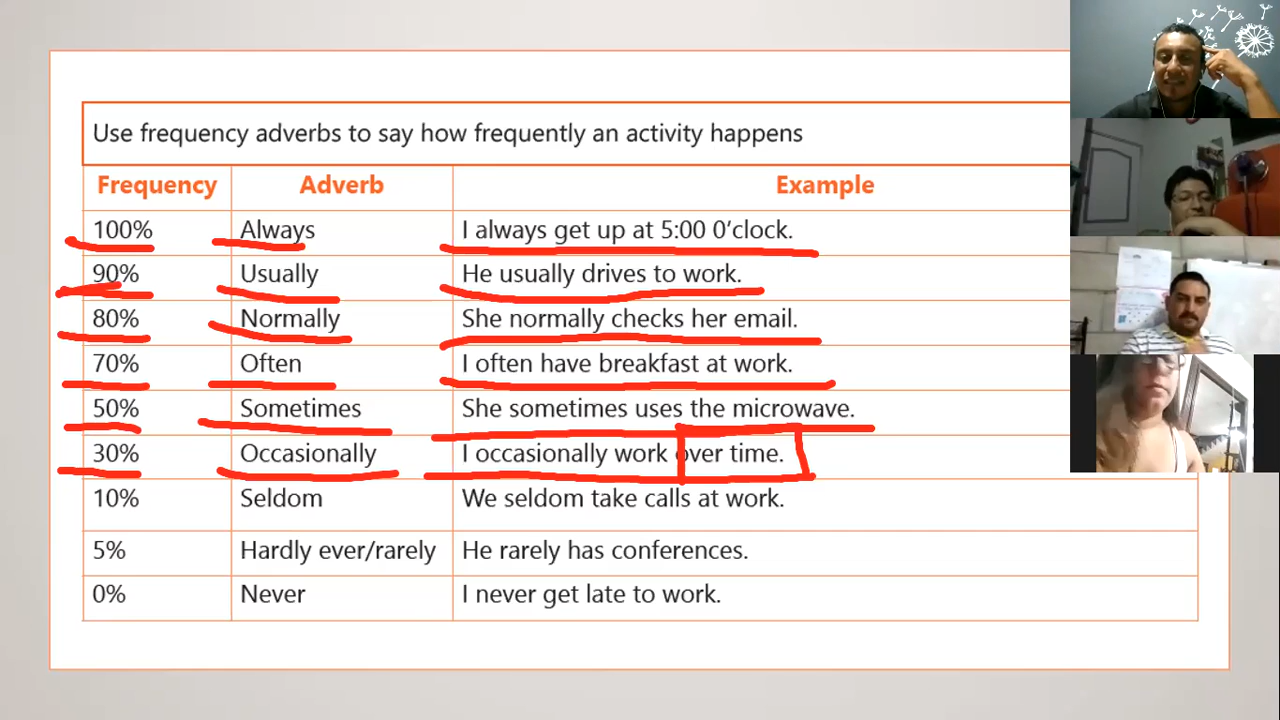 Use frequency adverbs to say how frequently an activity happens
Frequency Adverb Example
100% Always I always get up at 5:00 0'clock.
90% Usually He usually drives to work.
80% Normally She normally checks her email.
70% Often I often have breakfast at work.
50% Sometimes She sometimes uses the microwave.
30% Occasionally I occasionally work over time.
10% Seldom We seldom take calls at work.
5% Hardly ever/rarely He rarely has conferences.
0% Never I never get late to work.